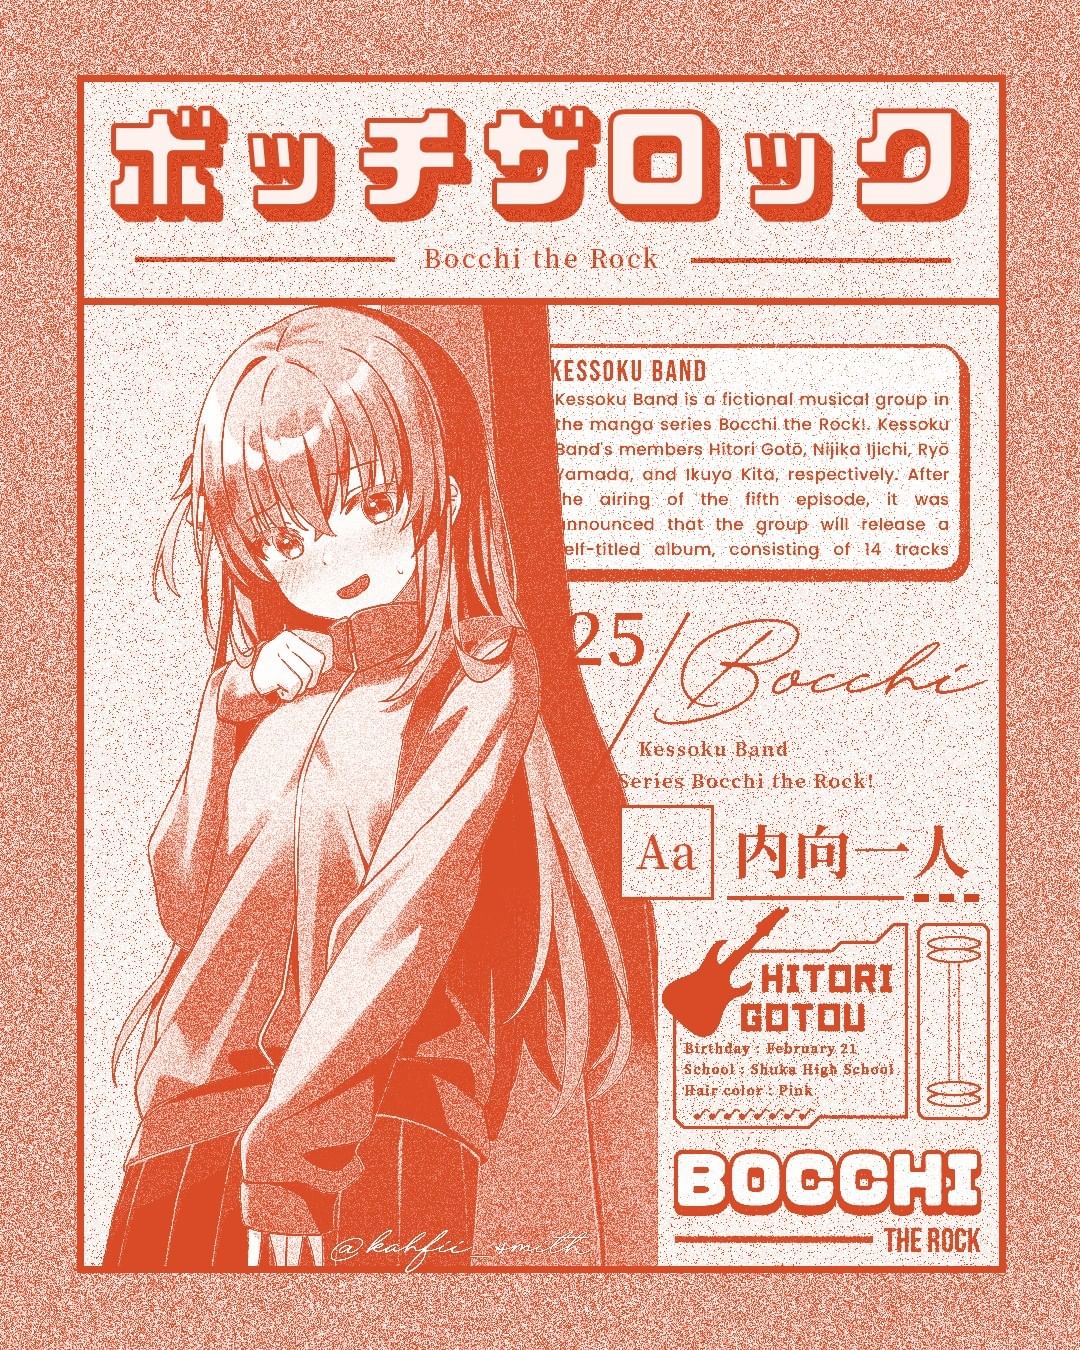 ボッチザロック
Bocchi the Rock
KESSOKU BAND
Kessoku Band is a fictional musical group in
the manga series Bocchi the Rock!. Kessoku
Band's members Hitori Gotō, Nijika Ijichi, Ryō
Yamada, and Ikuyo Kita, respectively. After
the airing of the fifth episode, it was
announced that the group will release a
self-titled album, consisting of 14 tracks
25
Bocchi
Kessoku Band
Series Bocchi the Rock!
Aa
内向一人
HITORI
GOTOU
Birthday : February 21
School : Shuka High School
Hair color : Pink
BOCCHI
THE ROCK
@kahfii_smith